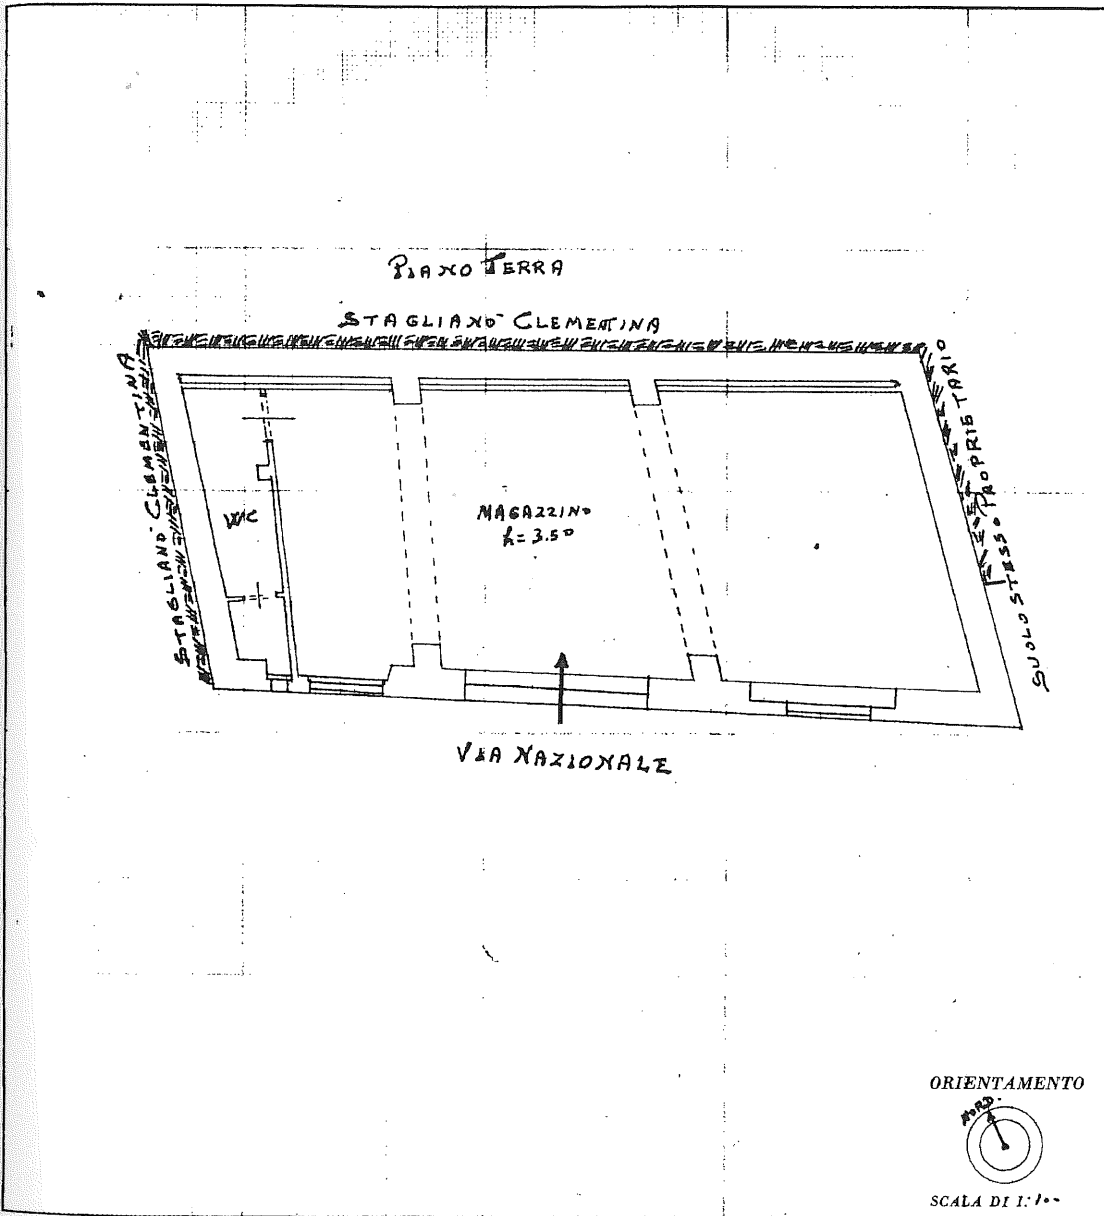 PIANO TERRA
STAGLIANO' CLEMENTINA
STAGLIANO' CLEMENTINA
SUOLO STESSO PROPRIETARIO
WC
MAGAZZINO
h= 3.50
VIA NAZIONALE
ORIENTAMENTO
NORD.
SCALA DI 1: